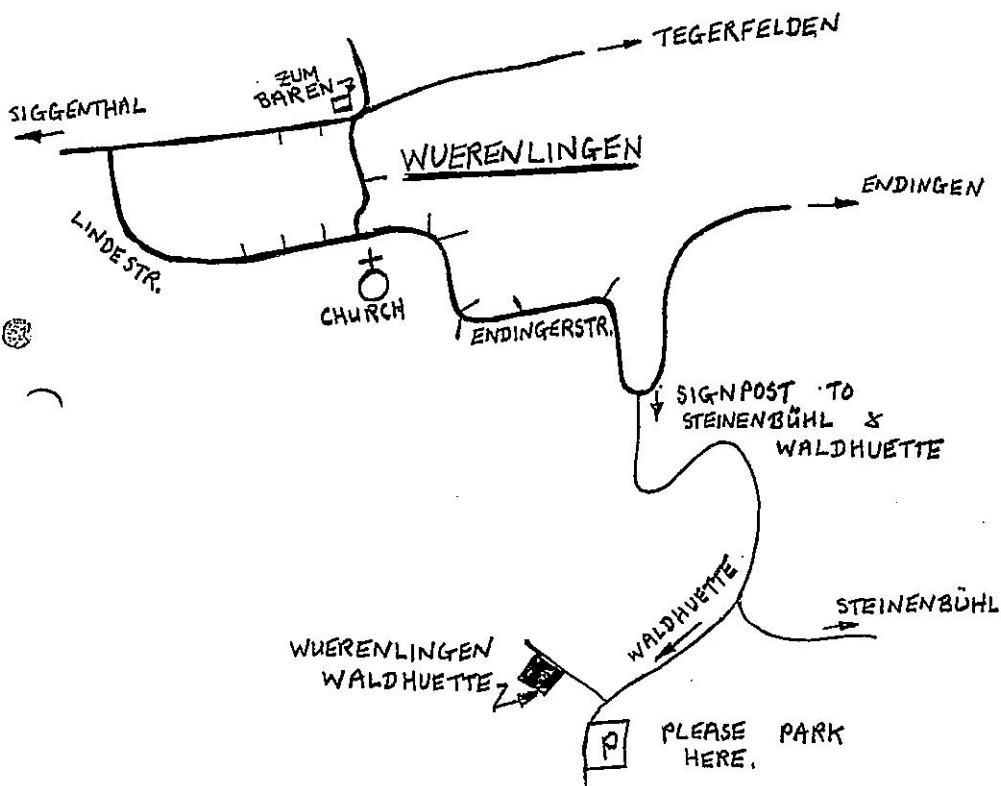 TEGERFELDEN
ZUM
BAREN
SIGGENTHAL
WUERENLINGEN
ENDINGEN
LINDESTR.
CHURCH
ENDINGERSTR.
SIGNPOST TO
STEINENBÜHL &
WALDHUETTE
WALDHUETTE
STEINENBÜHL
WUERENLINGEN
WALDHUETTE
P
PLEASE PARK
HERE.